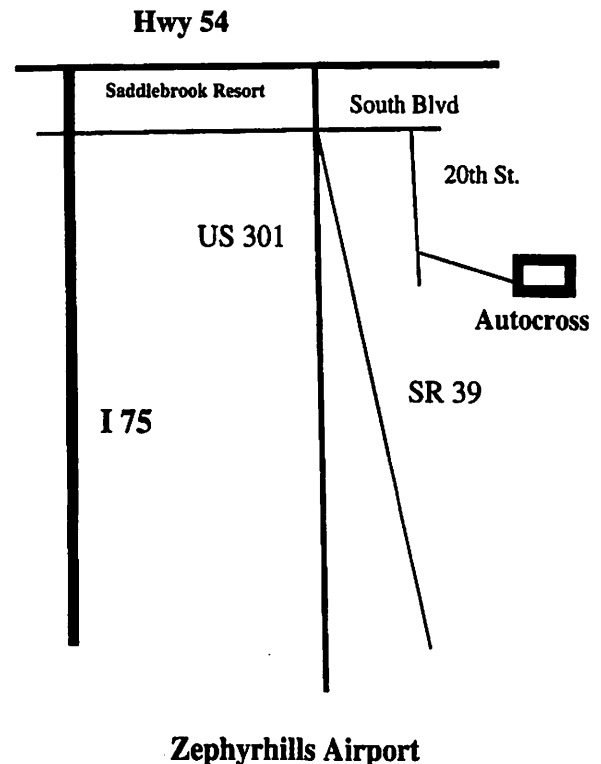 Hwy 54
Saddlebrook Resort
South Blvd
20th St.
US 301
Autocross
SR 39
I 75
Zephyrhills Airport